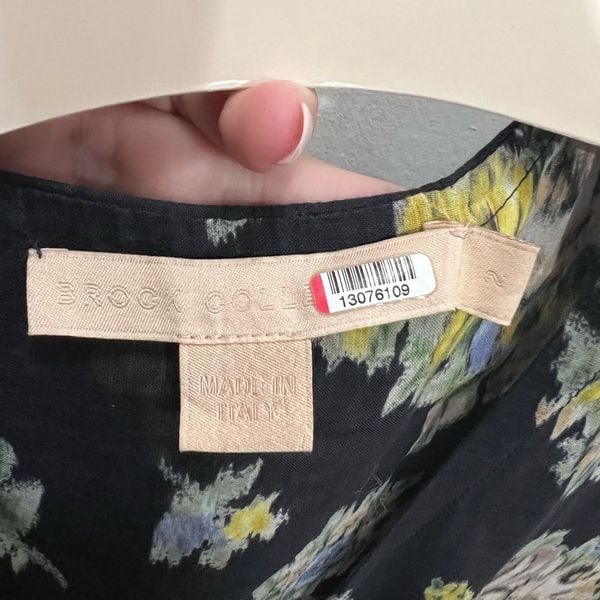 BROCK COLLE
13076109
2
MADE IN
ITALY